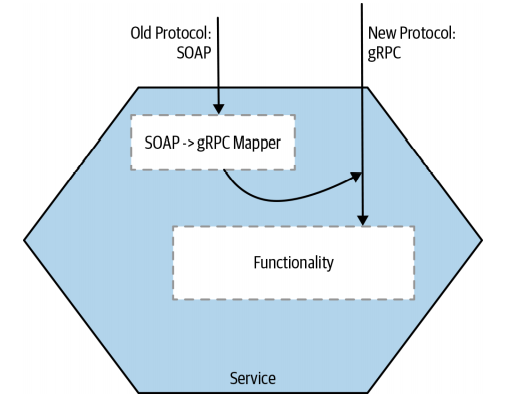 Old Protocol:
SOAP
New Protocol:
gRPC
SOAP -> gRPC Mapper
Functionality
Service